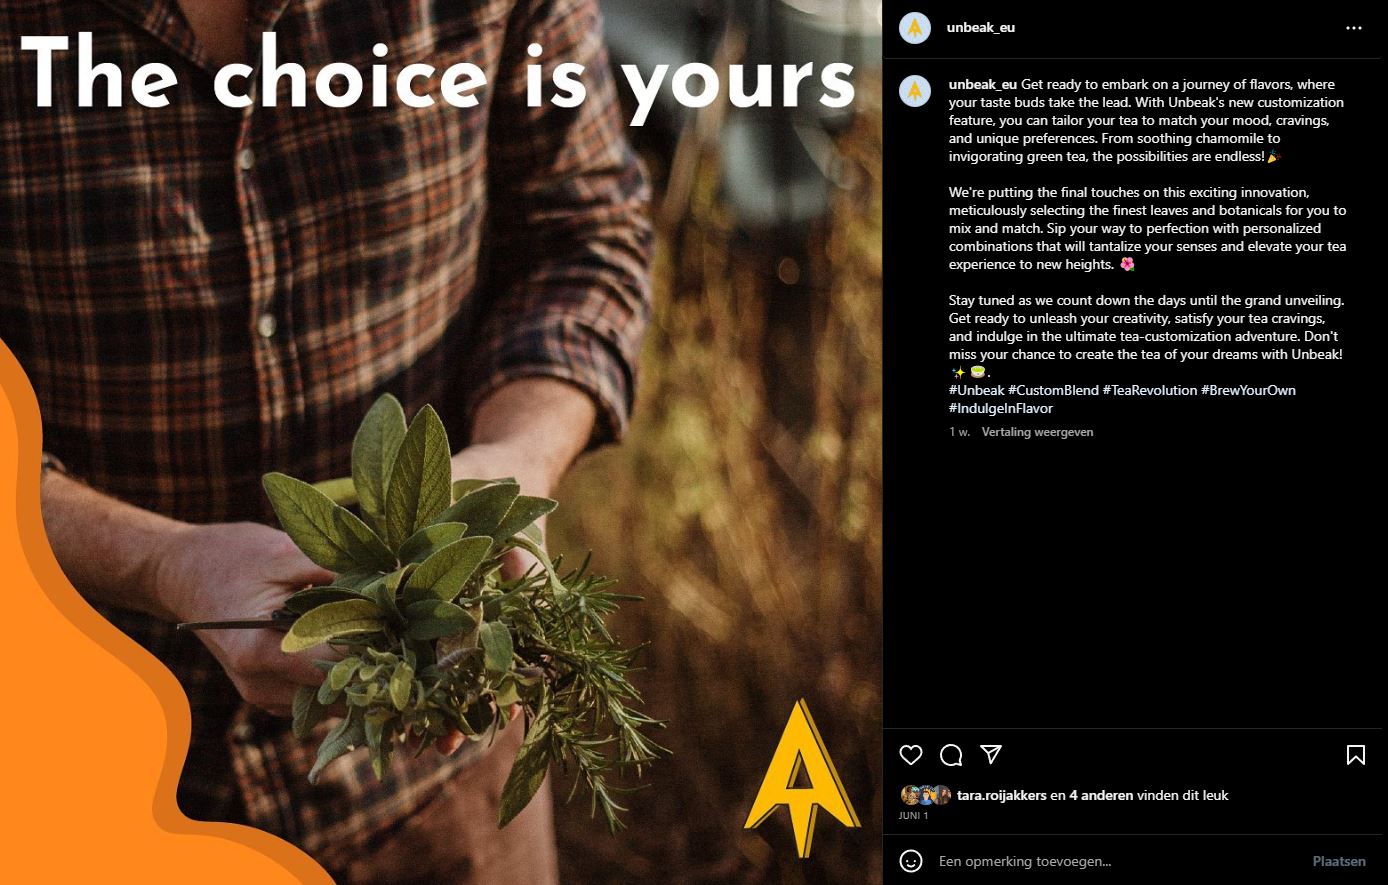 The choice is yours
unbeak_eu
unbeak_eu Get ready to embark on a journey of flavors, where
your taste buds take the lead. With Unbeak's new customization
feature, you can tailor your tea to match your mood, cravings,
and unique preferences. From soothing chamomile to
invigorating green tea, the possibilities are endless!🎉
We're putting the final touches on this exciting innovation,
meticulously selecting the finest leaves and botanicals for you to
mix and match. Sip your way to perfection with personalized
combinations that will tantalize your senses and elevate your tea
experience to new heights. 🌺
Stay tuned as we count down the days until the grand unveiling.
Get ready to unleash your creativity, satisfy your tea cravings,
and indulge in the ultimate tea-customization adventure. Don't
miss your chance to create the tea of your dreams with Unbeak!
✨🍵.
#Unbeak #CustomBlend #TeaRevolution #BrewYourOwn
#IndulgeInFlavor
1 w. Vertaling weergeven
tara.roijakkers en 4 anderen vinden dit leuk
JUNI 1
Een opmerking toevoegen...
Plaatsen